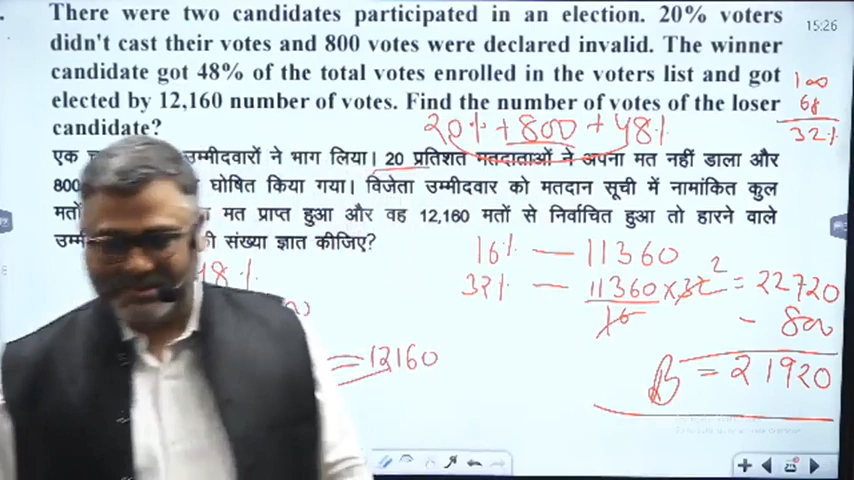 There were two candidates participated in an election. 20% voters
15:26
didn't cast their votes and 800 votes were declared invalid. The winner
candidate got 48% of the total votes enrolled in the voters list and got
elected by 12,160 number of votes. Find the number of votes of the loser
candidate?
100
68
32%
20% + 800 + 48%
एक उम्मीदवारों ने भाग लिया। 20 प्रतिशत मतदाताओं ने अपना मत नहीं डाला और
800 घोषित किया गया। विजेता उम्मीदवार को मतदान सूची में नामांकित कुल
मत प्राप्त हुआ और वह 12,160 मतों से निर्वाचित हुआ तो हारने वाले
संख्या ज्ञात कीजिए?
48%
16% — 11360
32% — 11360×32 2 = 22720
16
- 800
= 12160
B = 21920